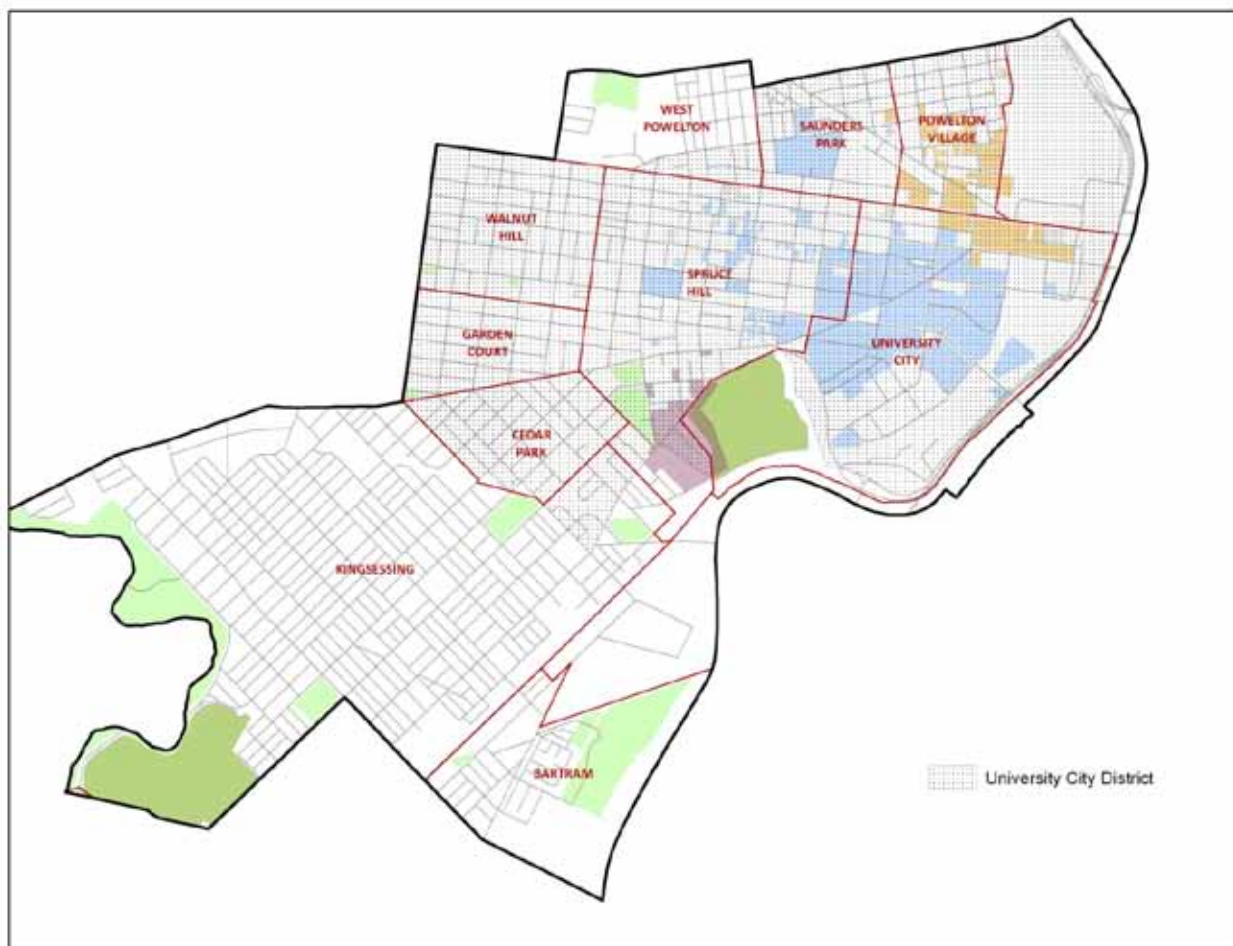 WEST
POWELTON
SAUNDERS
PARK
POWELTON
VILLAGE
WALNUT
HILL
SPRUCE
HILL
GARDEN
COURT
UNIVERSITY
CITY
CEDAR
PARK
KINGSESSING
BARTRAM
University City District